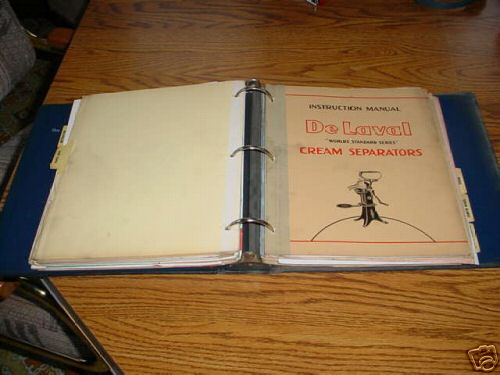 INSTRUCTION MANUAL
De Laval
"WORLD'S STANDARD SERIES"
CREAM SEPARATORS